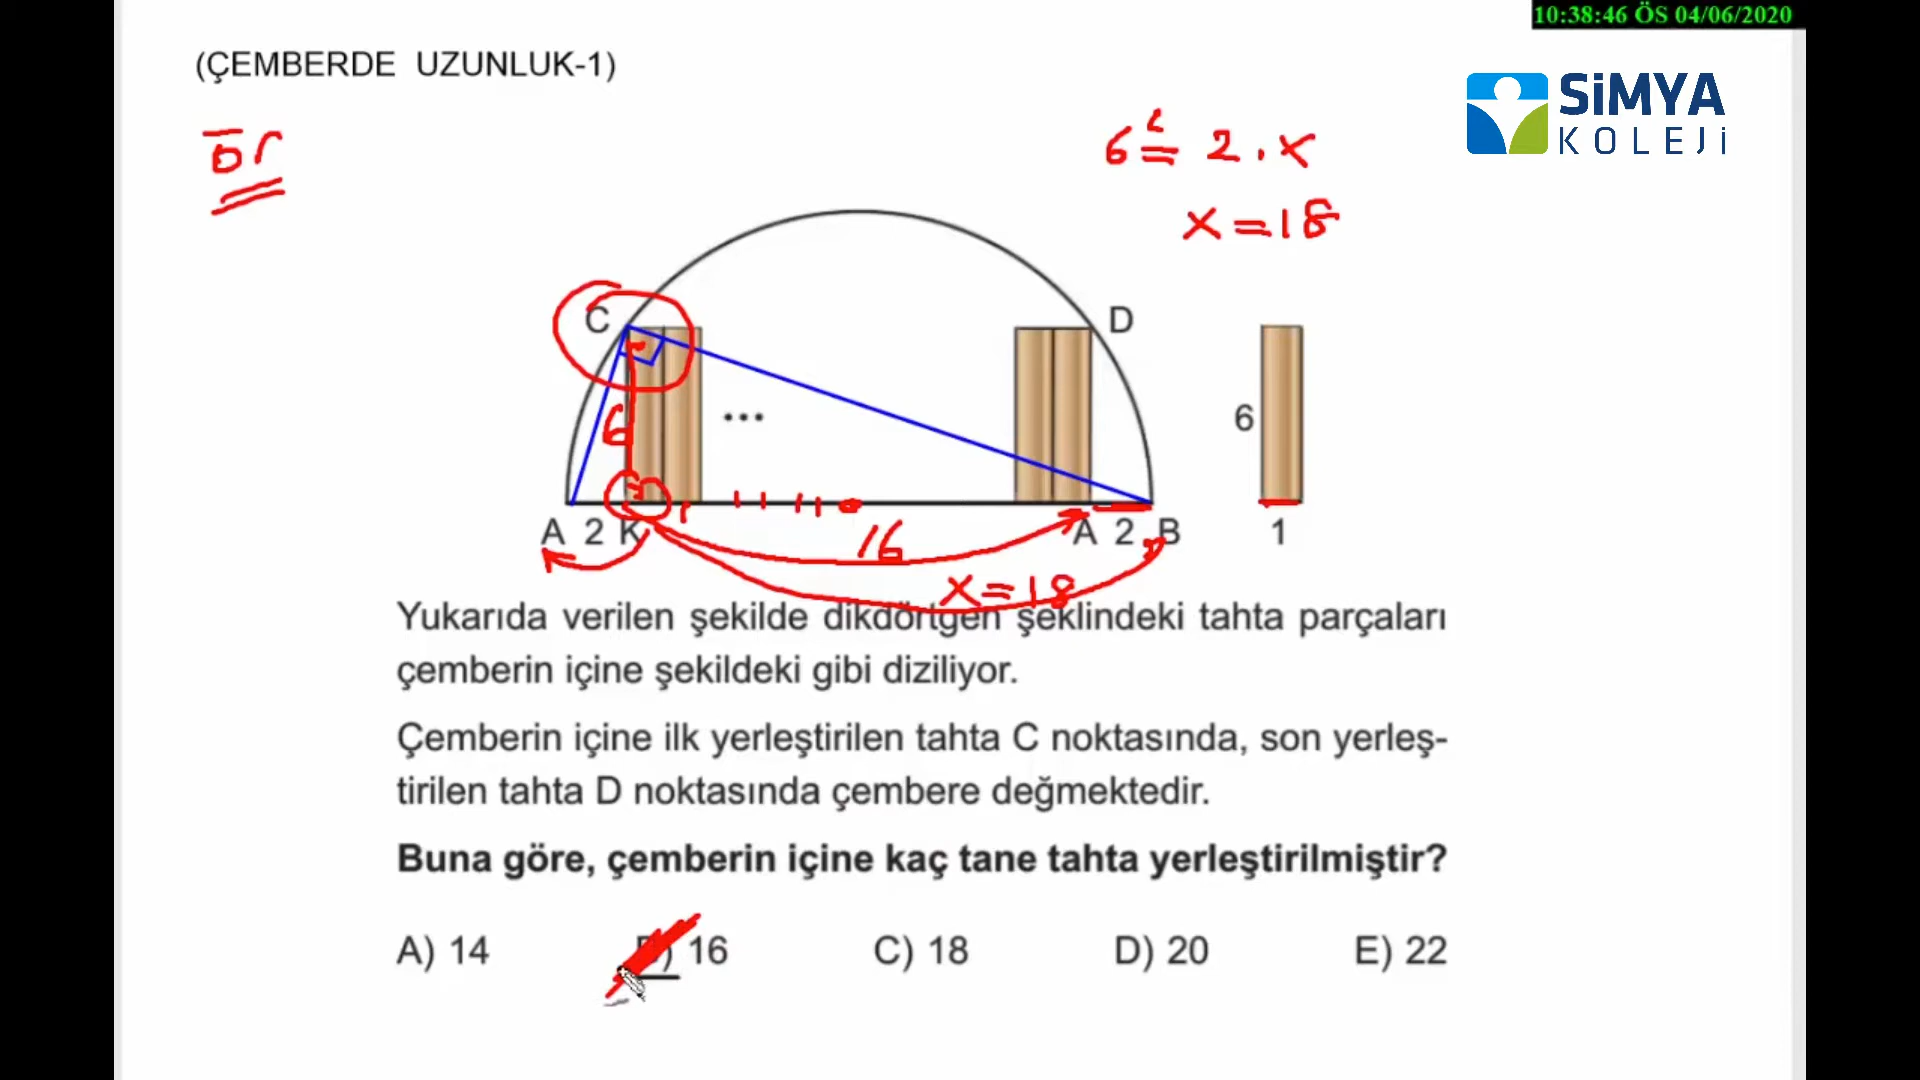 10:38:46 ÖS 04/06/2020
(ÇEMBERDE UZUNLUK-1)
SiMYA
KOLEJi
ör
6² = 2 . x
x = 18
C
D
6
...
6
A 2 K
16
A 2 B
1
x = 18
Yukarıda verilen şekilde dikdörtgen şeklindeki tahta parçaları
çemberin içine şekildeki gibi diziliyor.
Çemberin içine ilk yerleştirilen tahta C noktasında, son yerleş-
tirilen tahta D noktasında çembere değmektedir.
Buna göre, çemberin içine kaç tane tahta yerleştirilmiştir?
A) 14 B) 16 C) 18 D) 20 E) 22